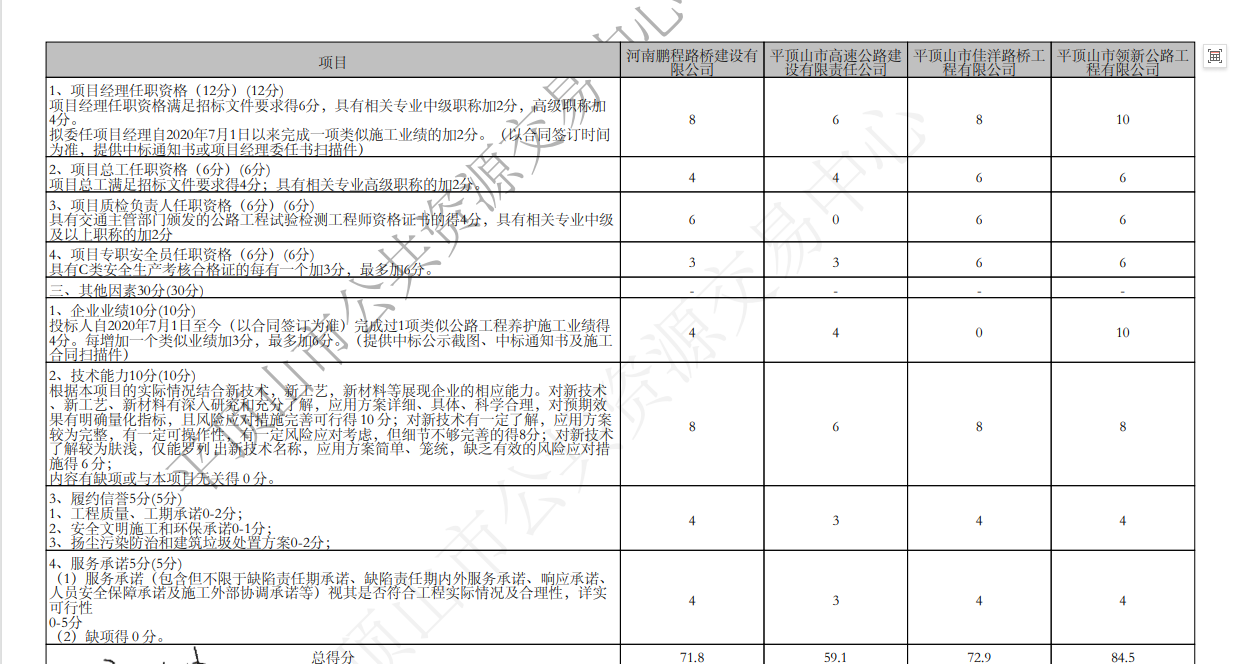 项目 河南鹏程路桥建设有限公司 平顶山市高速公路建设有限责任公司 平顶山市佳洋路桥工程有限公司 平顶山市领新公路工程有限公司
1、项目经理任职资格（12分）(12分)
项目经理任职资格满足招标文件要求得6分，具有相关专业中级职称加2分，高级职称加
4分。
拟委任项目经理自2020年7月1日以来完成一项类似施工业绩的加2分。（以合同签订时间
为准，提供中标通知书或项目经理委任书扫描件）
8 6 8 10
2、项目总工任职资格（6分）(6分)
项目总工满足招标文件要求得4分；具有相关专业高级职称的加2分。
4 4 6 6
3、项目质检负责人任职资格（6分）(6分)
具有交通主管部门颁发的公路工程试验检测工程师资格证书的得4分，具有相关专业中级
及以上职称的加2分
6 0 6 6
4、项目专职安全员任职资格（6分）(6分)
具有C类安全生产考核合格证的每有一个加3分，最多加6分。
3 3 6 6
三、其他因素30分(30分) - - - -
1、企业业绩10分(10分)
投标人自2020年7月1日至今（以合同签订为准）完成过1项类似公路工程养护施工业绩得
4分。每增加一个类似业绩加3分，最多加6分。（提供中标公示截图、中标通知书及施工
合同扫描件）
4 4 0 10
2、技术能力10分(10分)
根据本项目的实际情况结合新技术，新工艺，新材料等展现企业的相应能力。对新技术
、新工艺、新材料有深入研究和充分了解，应用方案详细、具体、科学合理，对预期效
果有明确量化指标，且风险应对措施完善可行得 10 分；对新技术有一定了解，应用方案
较为完整，有一定可操作性，有一定风险应对考虑，但细节不够完善的得8分；对新技术
了解较为肤浅，仅能罗列出新技术名称，应用方案简单、笼统，缺乏有效的风险应对措
施得 6 分；
内容有缺项或与本项目无关得 0 分。
8 6 8 8
3、履约信誉5分(5分)
1、工程质量、工期承诺0-2分；
2、安全文明施工和环保承诺0-1分；
3、扬尘污染防治和建筑垃圾处置方案0-2分；
4 3 4 4
4、服务承诺5分(5分)
（1）服务承诺（包含但不限于缺陷责任期承诺、缺陷责任期内外服务承诺、响应承诺、
人员安全保障承诺及施工外部协调承诺等）视其是否符合工程实际情况及合理性，详实
可行性
0-5分
（2）缺项得 0 分。
4 3 4 4
总得分 71.8 59.1 72.9 84.5
平顶山市公共资源交易中心
顶山市公共资源交易中心